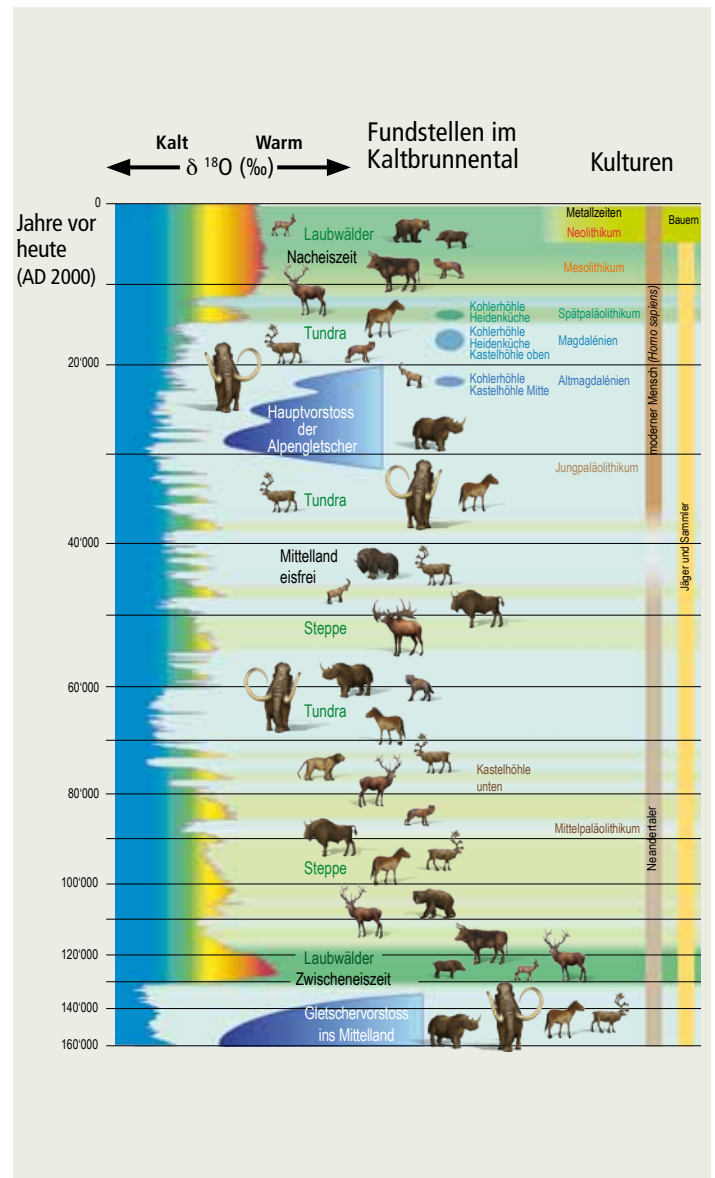 Kalt
Warm
δ ¹⁸O (‰)
Fundstellen im
Kaltbrunnental
Kulturen
Jahre vor
heute
(AD 2000)
0
20'000
40'000
60'000
80'000
100'000
120'000
140'000
160'000
Laubwälder
Nacheiszeit
Tundra
Hauptvorstoss
der
Alpengletscher
Tundra
Mittelland
eisfrei
Steppe
Tundra
Steppe
Laubwälder
Zwischeneiszeit
Gletschervorstoss
ins Mittelland
Kohlerhöhle
Heidenküche
Kohlerhöhle
Heidenküche
Kastelhöhle oben
Kohlerhöhle
Kastelhöhle Mitte
Kastelhöhle
unten
Metallzeiten
Neolithikum
Mesolithikum
Spätpaläolithikum
Magdalénien
Altmagdalénien
Jungpaläolithikum
Mittelpaläolithikum
moderner Mensch (Homo sapiens)
Neandertaler
Bauern
Jäger und Sammler